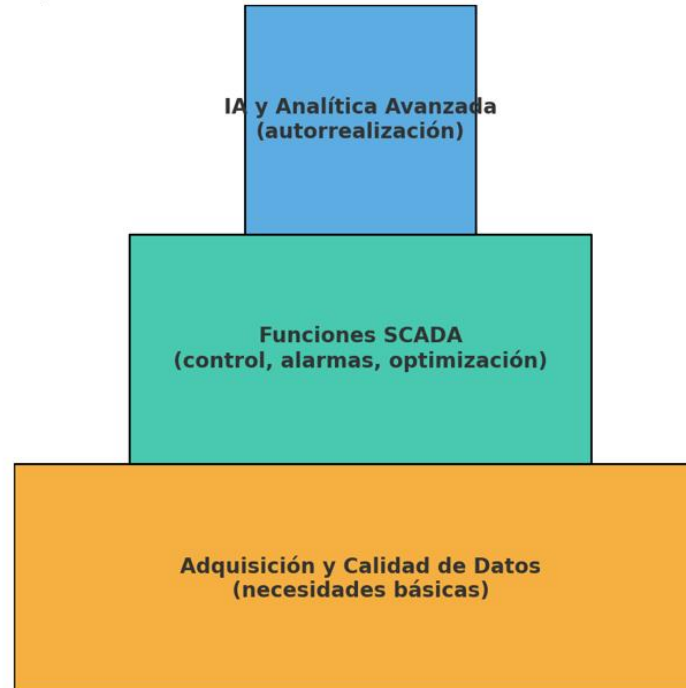 IA y Analítica Avanzada
(autorrealización)
Funciones SCADA
(control, alarmas, optimización)
Adquisición y Calidad de Datos
(necesidades básicas)